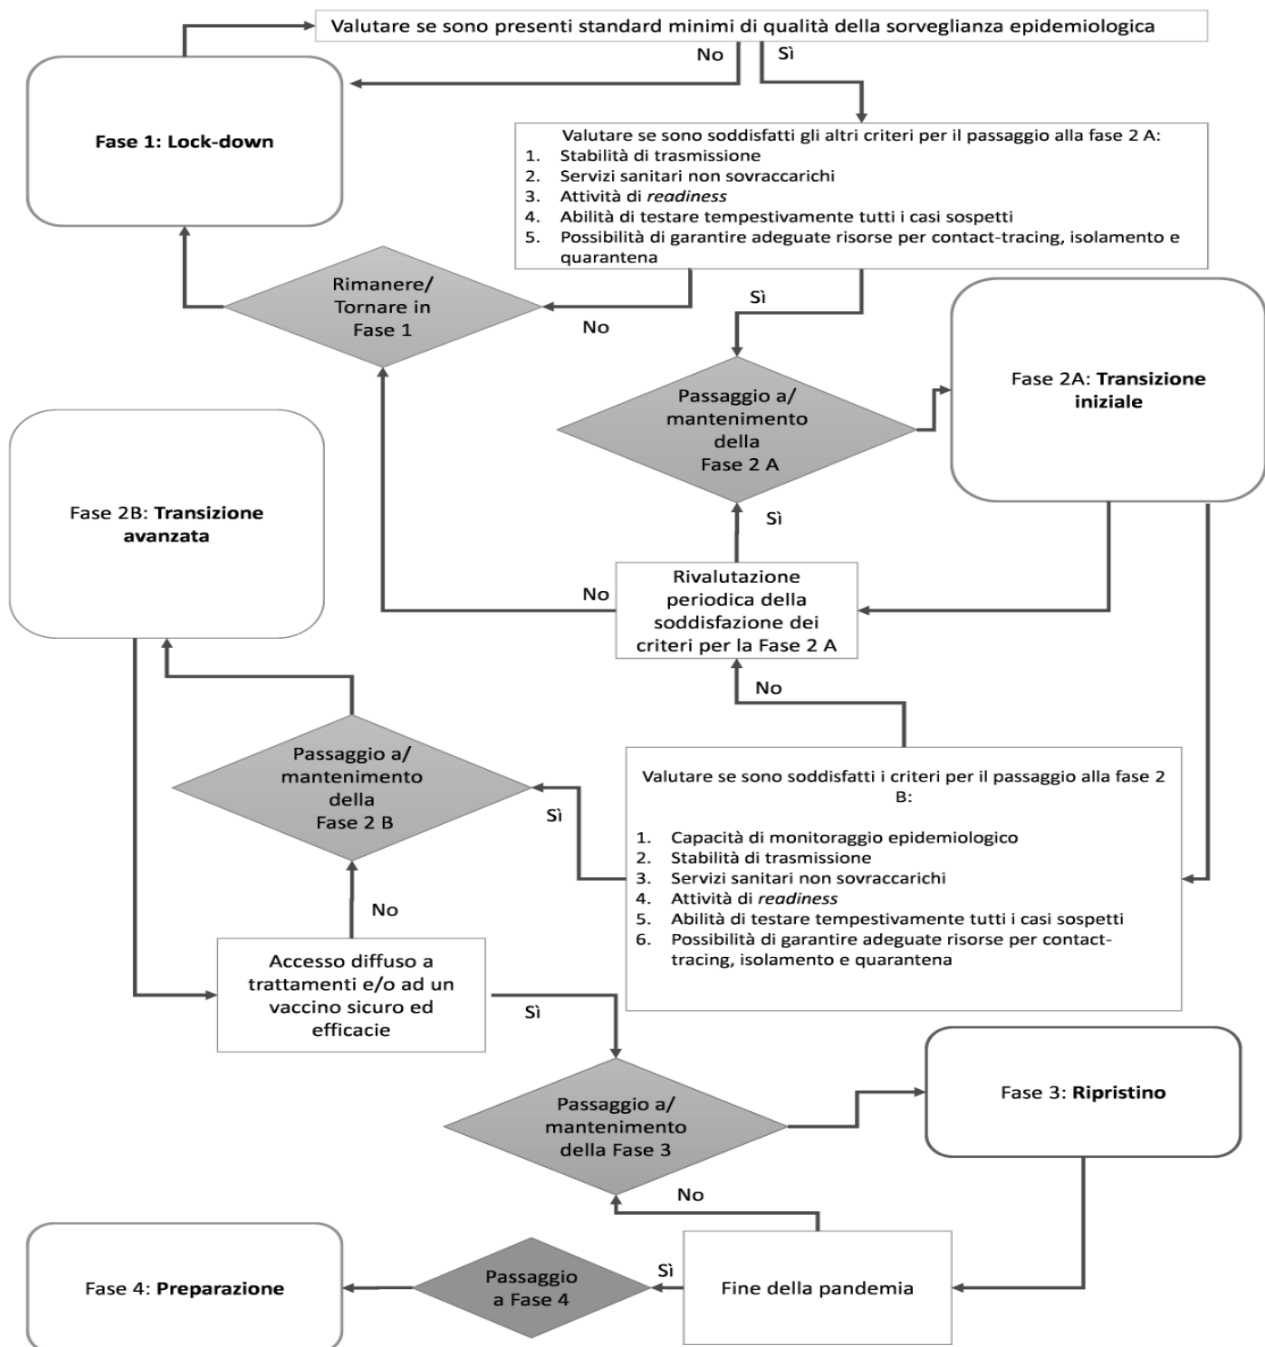 Valutare se sono presenti standard minimi di qualità della sorveglianza epidemiologica
No
Sì
Fase 1: Lock-down
Valutare se sono soddisfatti gli altri criteri per il passaggio alla fase 2 A:
1. Stabilità di trasmissione
2. Servizi sanitari non sovraccarichi
3. Attività di readiness
4. Abilità di testare tempestivamente tutti i casi sospetti
5. Possibilità di garantire adeguate risorse per contact-tracing, isolamento e
quarantena
Rimanere/
Tornare in
Fase 1
No
Sì
Passaggio a/
mantenimento
della
Fase 2 A
Fase 2A: Transizione
iniziale
Sì
Fase 2B: Transizione
avanzata
No
Rivalutazione
periodica della
soddisfazione dei
criteri per la Fase 2 A
No
Passaggio a/
mantenimento
della
Fase 2 B
Sì
Valutare se sono soddisfatti i criteri per il passaggio alla fase 2
B:
1. Capacità di monitoraggio epidemiologico
2. Stabilità di trasmissione
3. Servizi sanitari non sovraccarichi
4. Attività di readiness
5. Abilità di testare tempestivamente tutti i casi sospetti
6. Possibilità di garantire adeguate risorse per contact-
tracing, isolamento e quarantena
No
Accesso diffuso a
trattamenti e/o ad un
vaccino sicuro ed
efficacie
Sì
Passaggio a/
mantenimento
della Fase 3
Fase 3: Ripristino
No
Fine della pandemia
Sì
Passaggio
a Fase 4
Fase 4: Preparazione